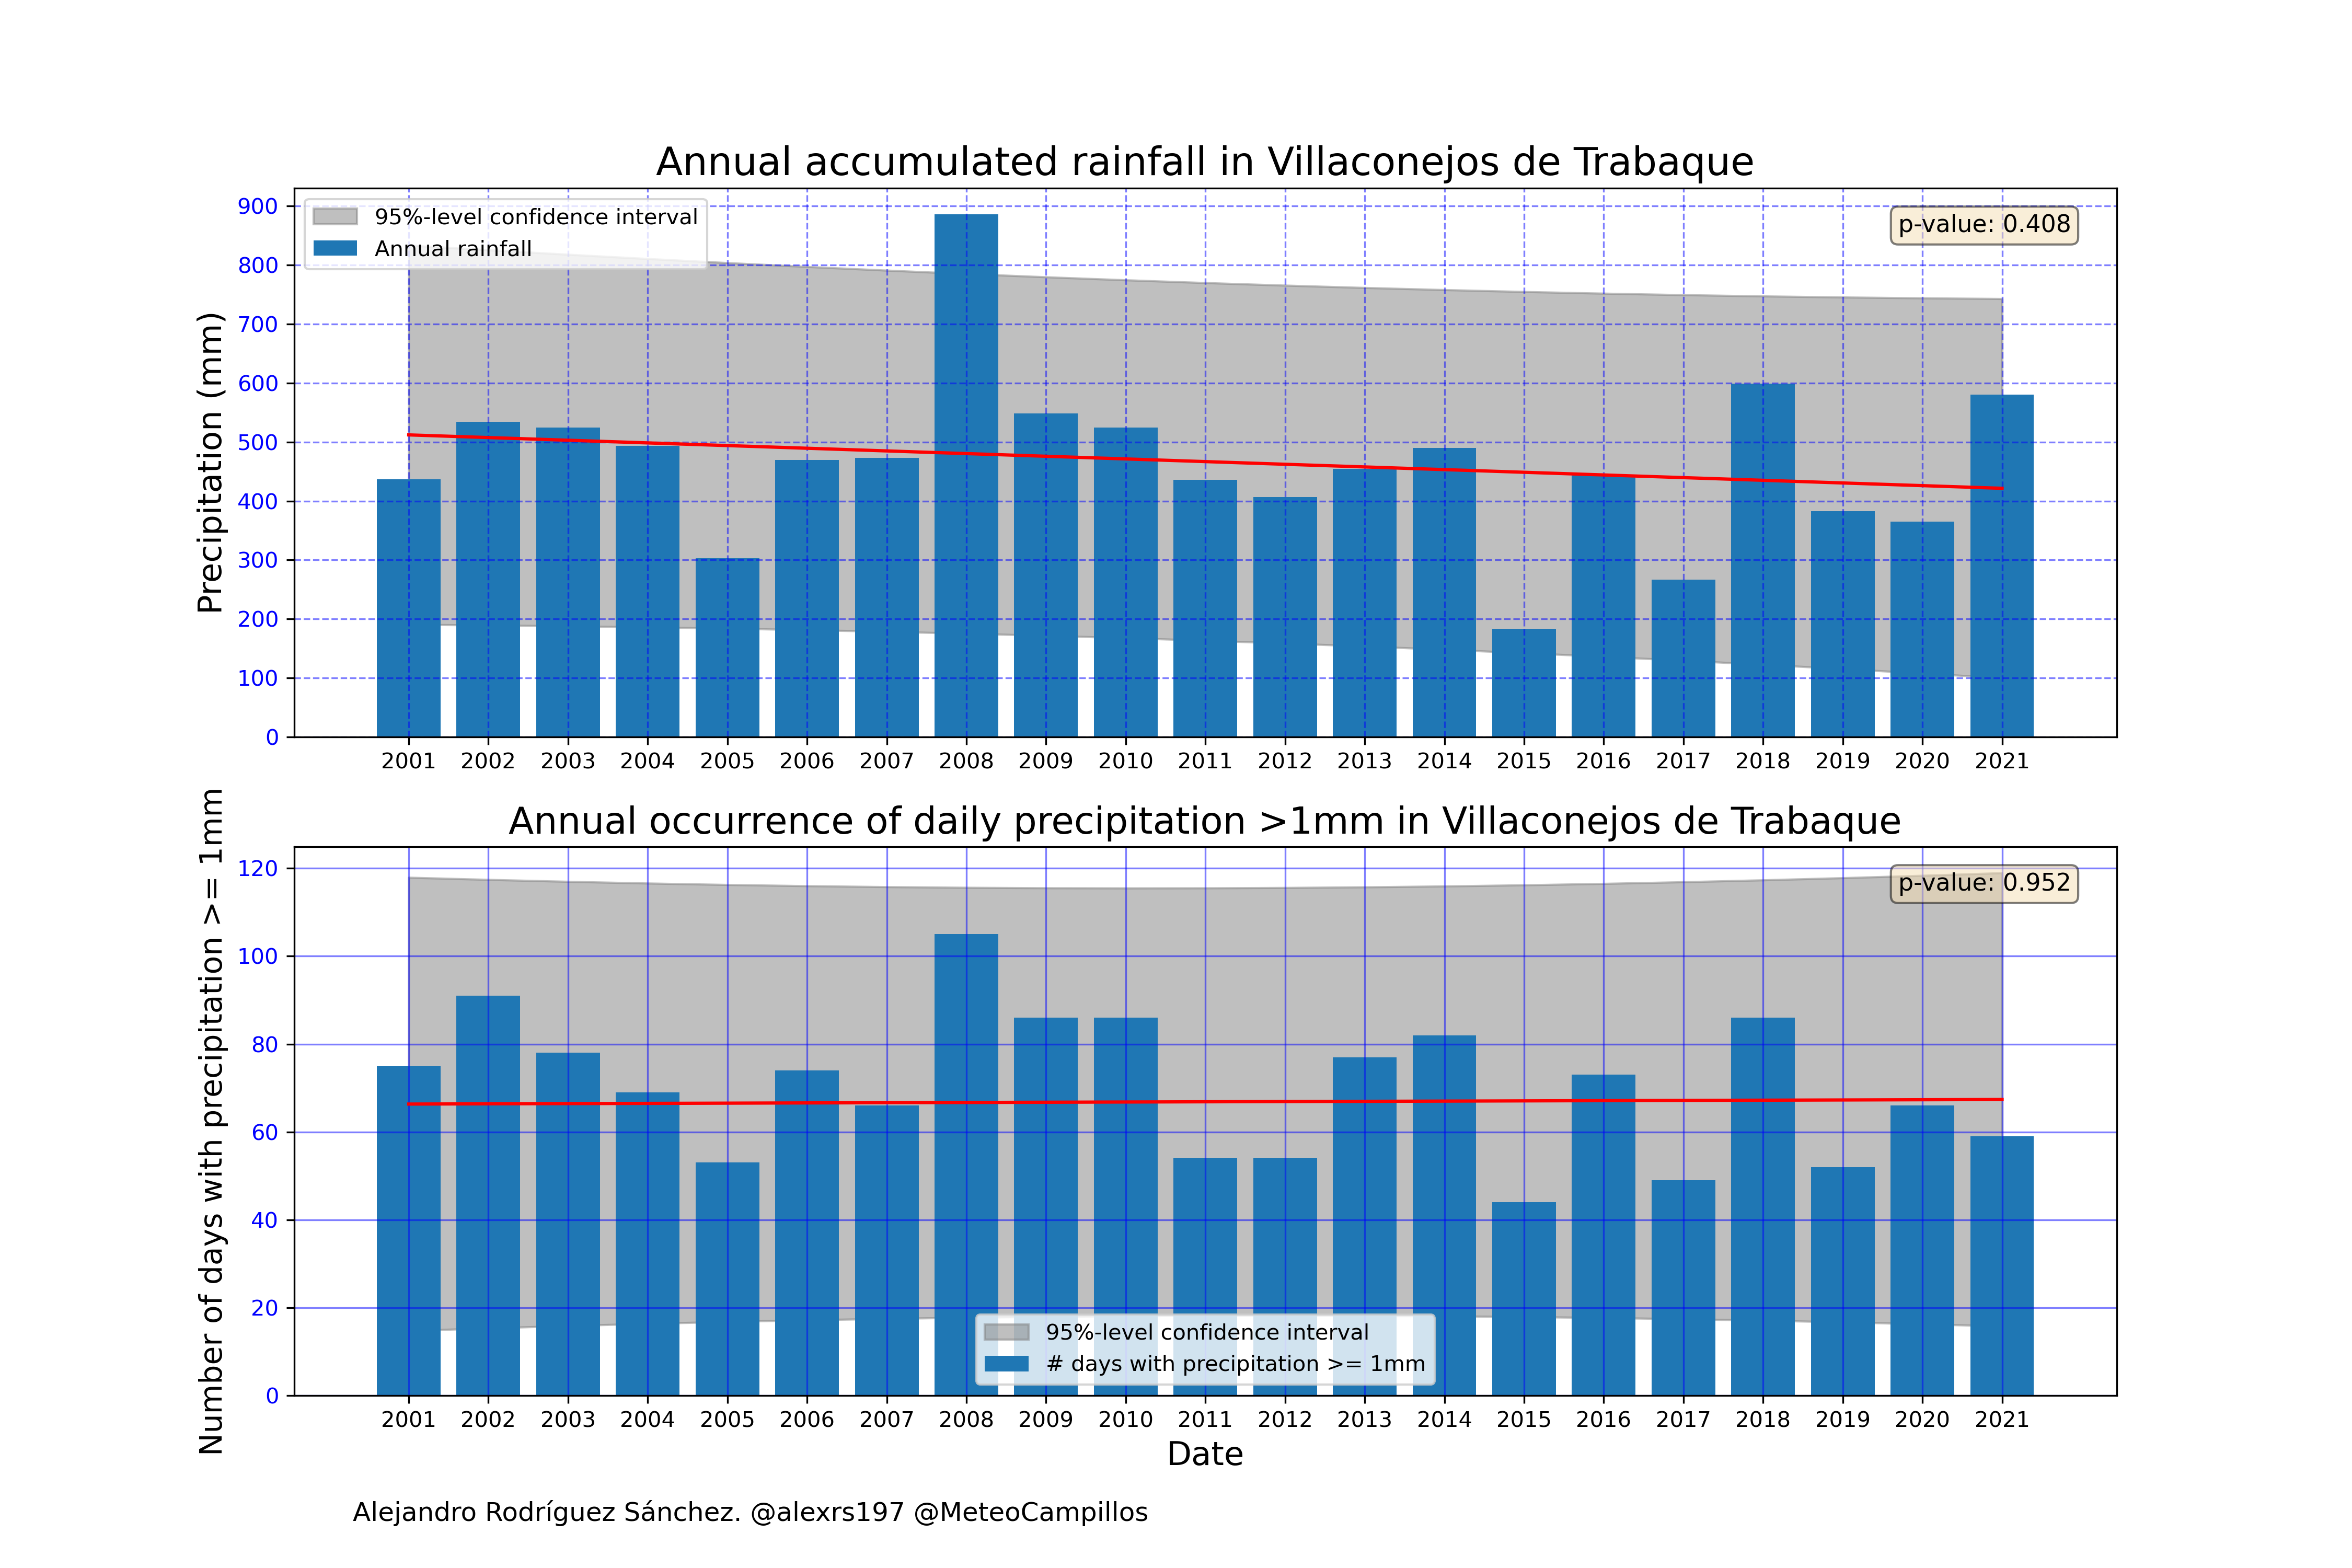 Annual accumulated rainfall in Villaconejos de Trabaque
95%-level confidence interval
Annual rainfall
p-value: 0.408
Precipitation (mm)
900
800
700
600
500
400
300
200
100
0
2001 2002 2003 2004 2005 2006 2007 2008 2009 2010 2011 2012 2013 2014 2015 2016 2017 2018 2019 2020 2021
Annual occurrence of daily precipitation >1mm in Villaconejos de Trabaque
p-value: 0.952
Number of days with precipitation >= 1mm
120
100
80
60
40
20
0
95%-level confidence interval
# days with precipitation >= 1mm
2001 2002 2003 2004 2005 2006 2007 2008 2009 2010 2011 2012 2013 2014 2015 2016 2017 2018 2019 2020 2021
Date
Alejandro Rodríguez Sánchez. @alexrs197 @MeteoCampillos